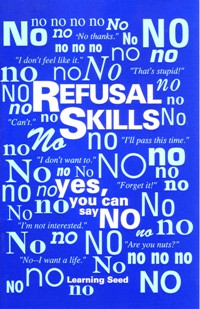 no no no no NO
No no "No thanks." no
no no no no
"I don't feel like it."
no no NO "That's stupid!"
NO no no
REFUSAL
"Can't." SKILLS No
No "I'll pass this time."
"I don't want to." NO no
No no No NO
yes, "Forget it!" no
NO you can
say
NO
"I'm not interested." no no
No no NO "Are you nuts?"
"No--I want a life." no no no
NO no NO No
Learning Seed
no